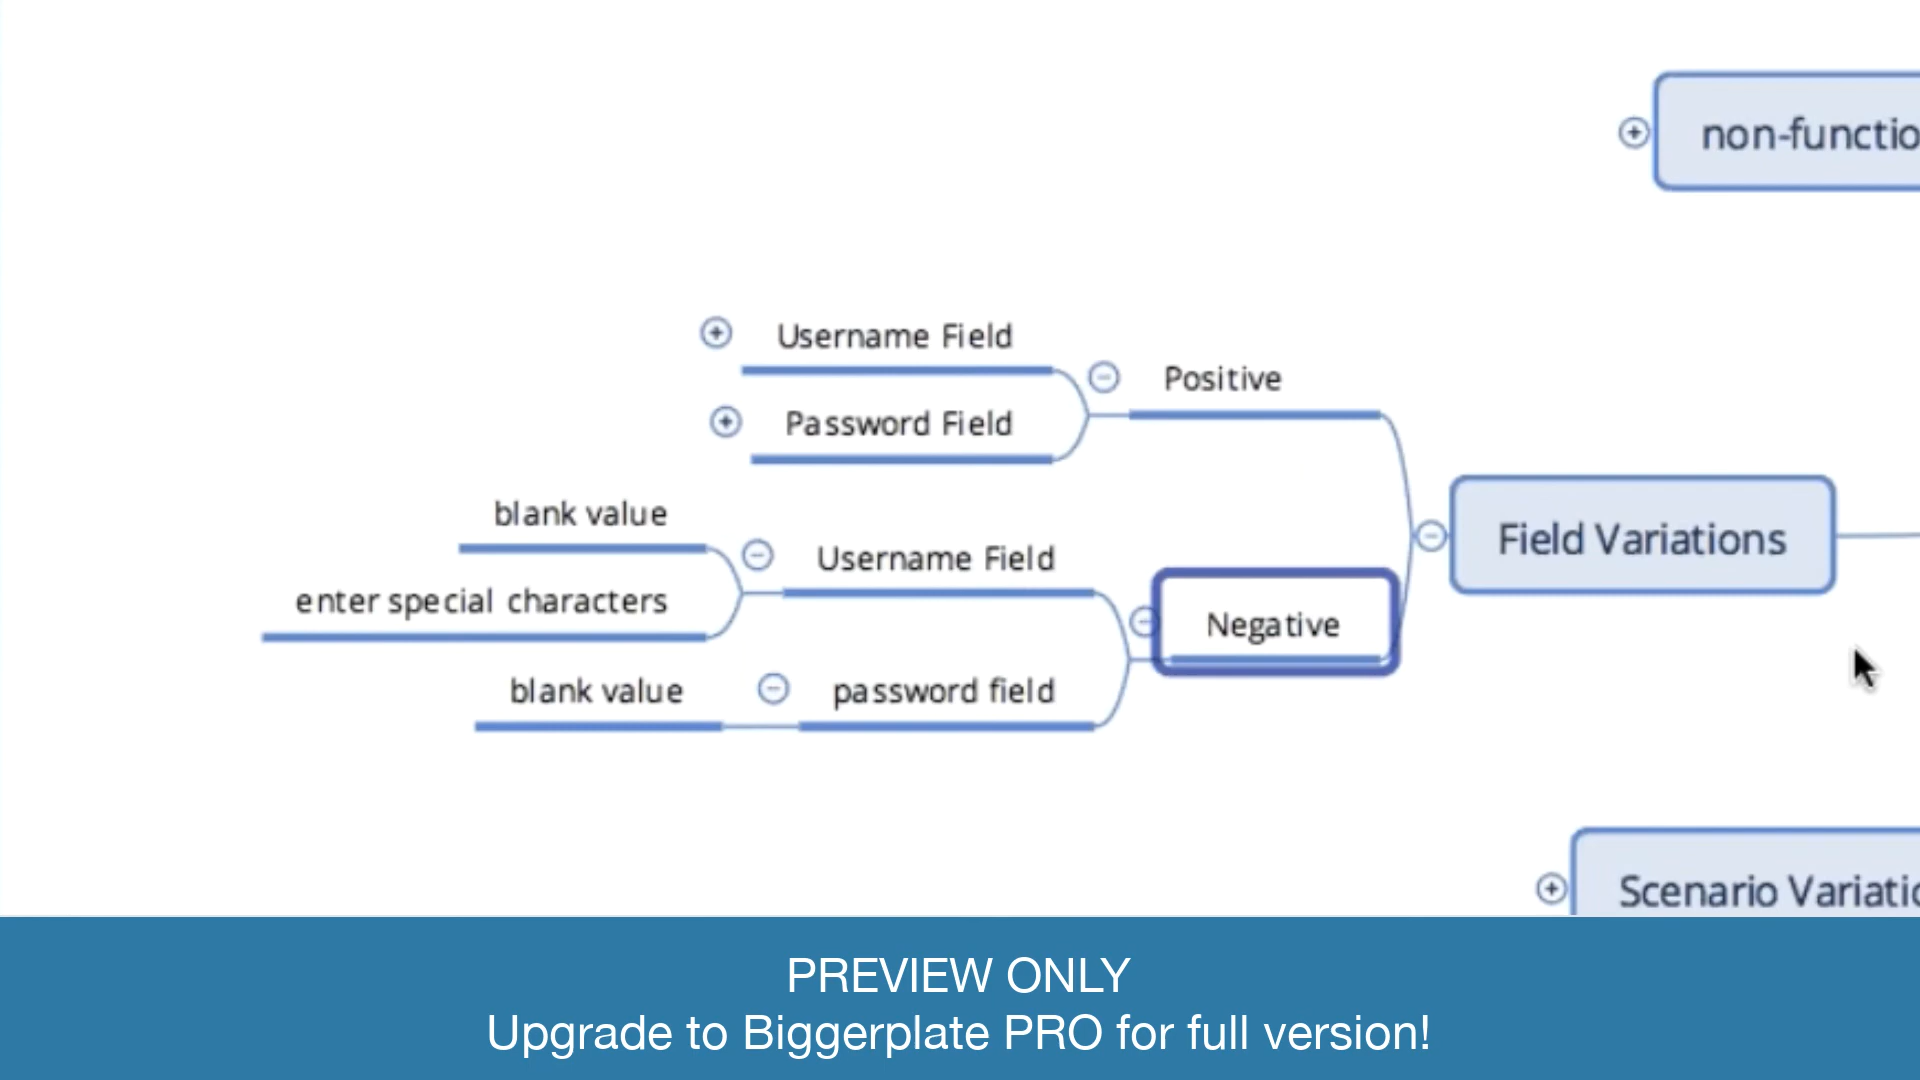 non-functio
Username Field
Positive
Password Field
blank value
Field Variations
Username Field
enter special characters
Negative
blank value
password field
Scenario Variatio
PREVIEW ONLY
Upgrade to Biggerplate PRO for full version!